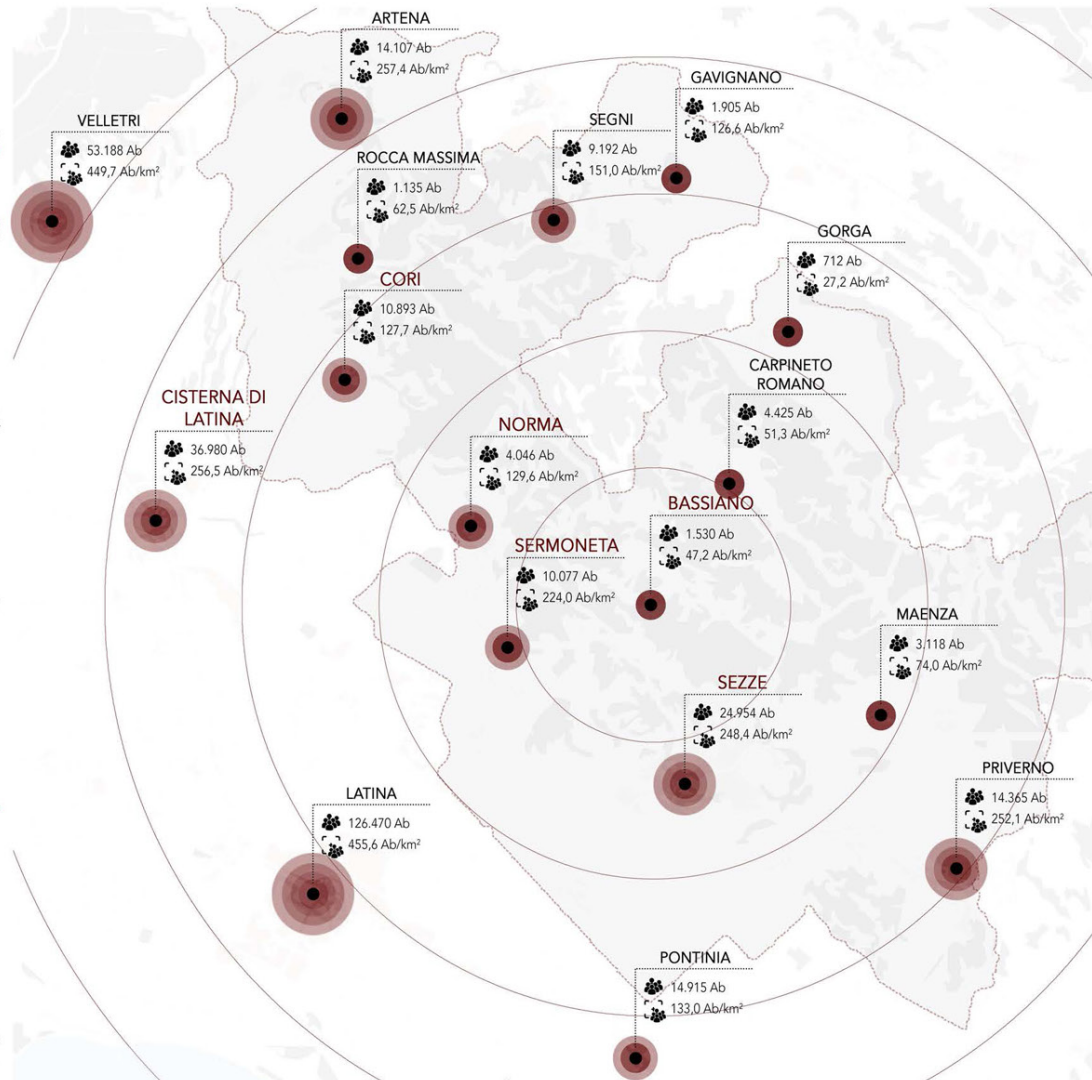 ARTENA
14.107 Ab
257,4 Ab/km²
GAVIGNANO
1.905 Ab
126,6 Ab/km²
VELLETRI
53.188 Ab
449,7 Ab/km²
SEGNI
9.192 Ab
151,0 Ab/km²
ROCCA MASSIMA
1.135 Ab
62,5 Ab/km²
GORGA
712 Ab
27,2 Ab/km²
CORI
10.893 Ab
127,7 Ab/km²
CARPINETO
ROMANO
4.425 Ab
51,3 Ab/km²
CISTERNA DI
LATINA
36.980 Ab
256,5 Ab/km²
NORMA
4.046 Ab
129,6 Ab/km²
BASSIANO
1.530 Ab
47,2 Ab/km²
SERMONETA
10.077 Ab
224,0 Ab/km²
MAENZA
3.118 Ab
74,0 Ab/km²
SEZZE
24.954 Ab
248,4 Ab/km²
PRIVERNO
14.365 Ab
252,1 Ab/km²
LATINA
126.470 Ab
455,6 Ab/km²
PONTINIA
14.915 Ab
133,0 Ab/km²